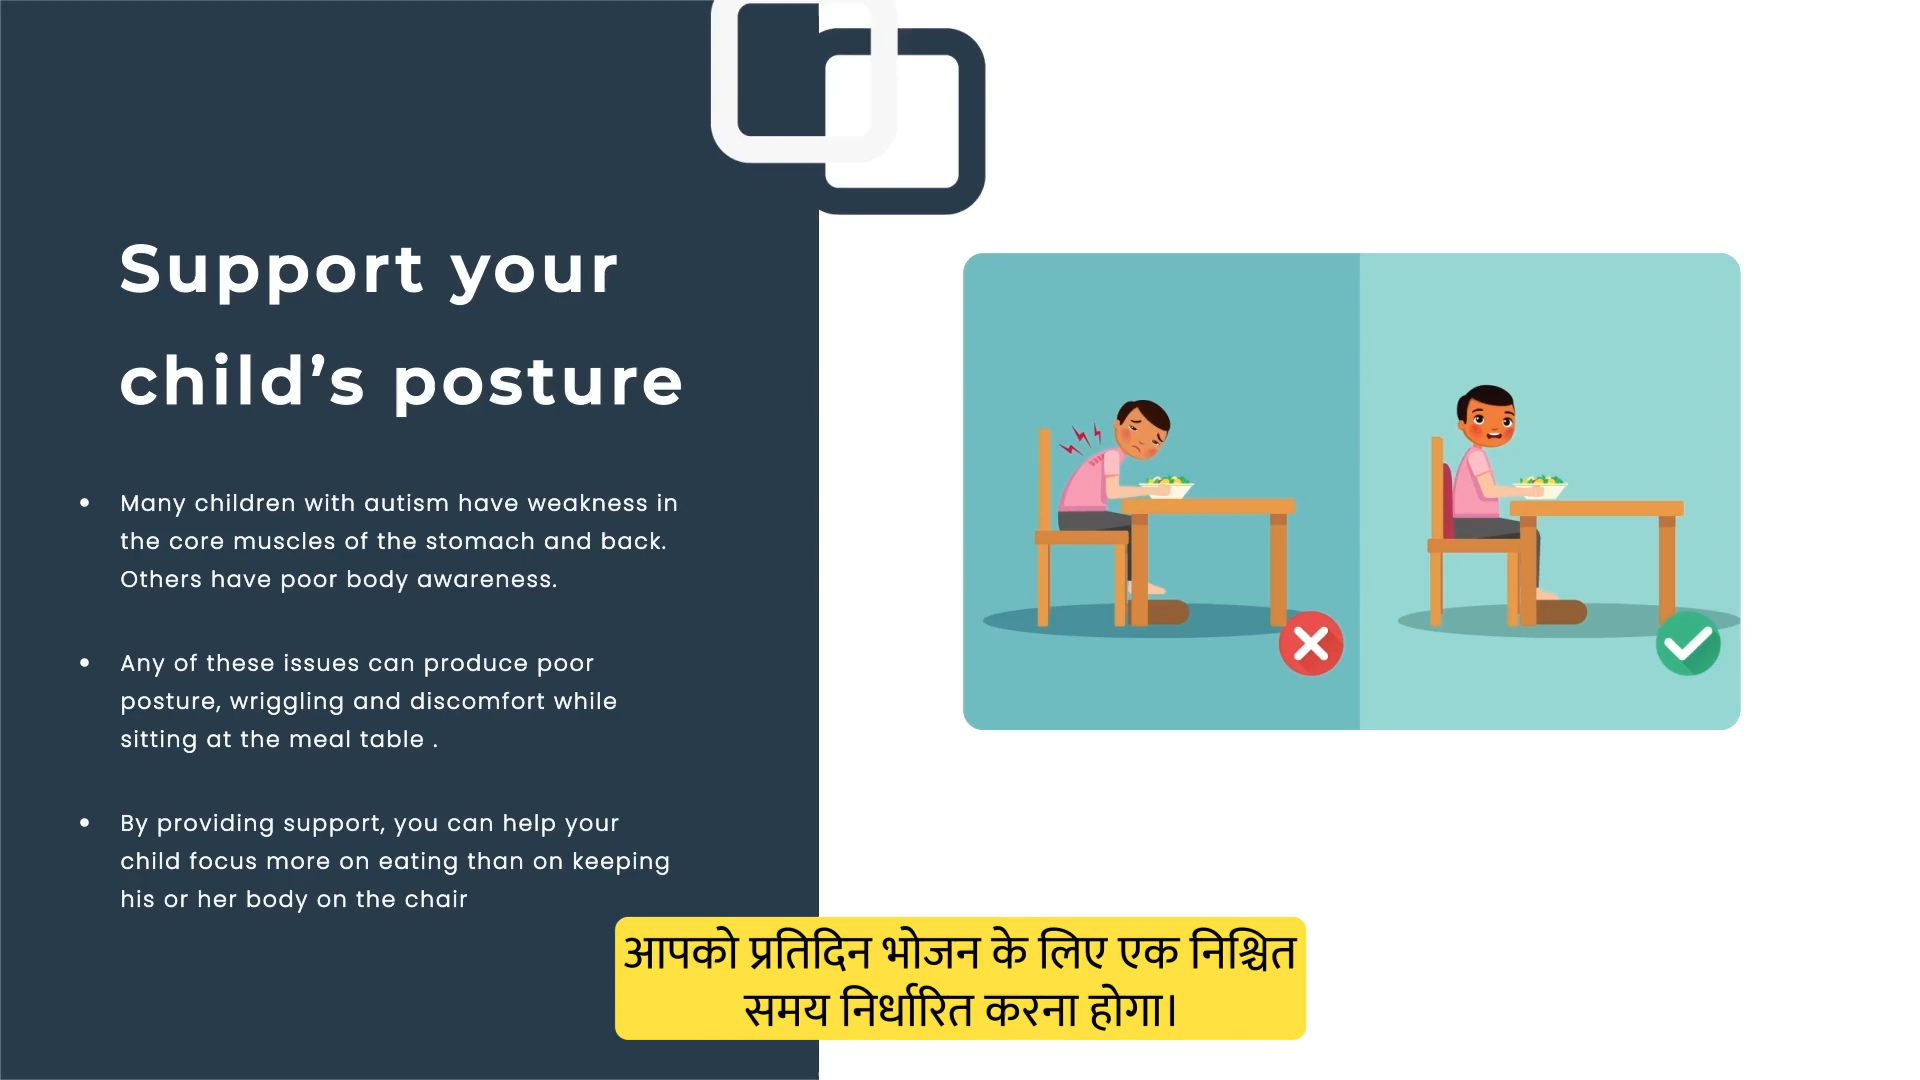 Support your
child’s posture
• Many children with autism have weakness in
the core muscles of the stomach and back.
Others have poor body awareness.
• Any of these issues can produce poor
posture, wriggling and discomfort while
sitting at the meal table .
• By providing support, you can help your
child focus more on eating than on keeping
his or her body on the chair
आपको प्रतिदिन भोजन के लिए एक निश्चित
समय निर्धारित करना होगा।